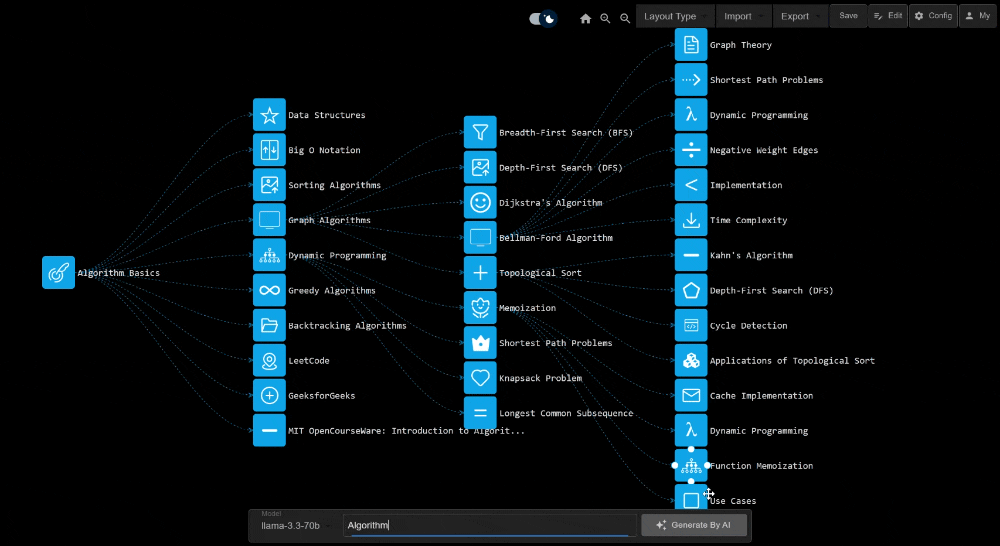 Layout Type
Import
Export
Save
Edit
Config
My
Algorithm Basics
Data Structures
Big O Notation
Sorting Algorithms
Graph Algorithms
Dynamic Programming
Greedy Algorithms
Backtracking Algorithms
LeetCode
GeeksforGeeks
MIT OpenCourseWare: Introduction to Algorit...
Breadth-First Search (BFS)
Depth-First Search (DFS)
Dijkstra's Algorithm
Bellman-Ford Algorithm
Topological Sort
Memoization
Shortest Path Problems
Knapsack Problem
Longest Common Subsequence
Graph Theory
Shortest Path Problems
Dynamic Programming
Negative Weight Edges
Implementation
Time Complexity
Kahn's Algorithm
Depth-First Search (DFS)
Cycle Detection
Applications of Topological Sort
Cache Implementation
Dynamic Programming
Function Memoization
Use Cases
Model
llama-3.3-70b
Algorithm
Generate By AI